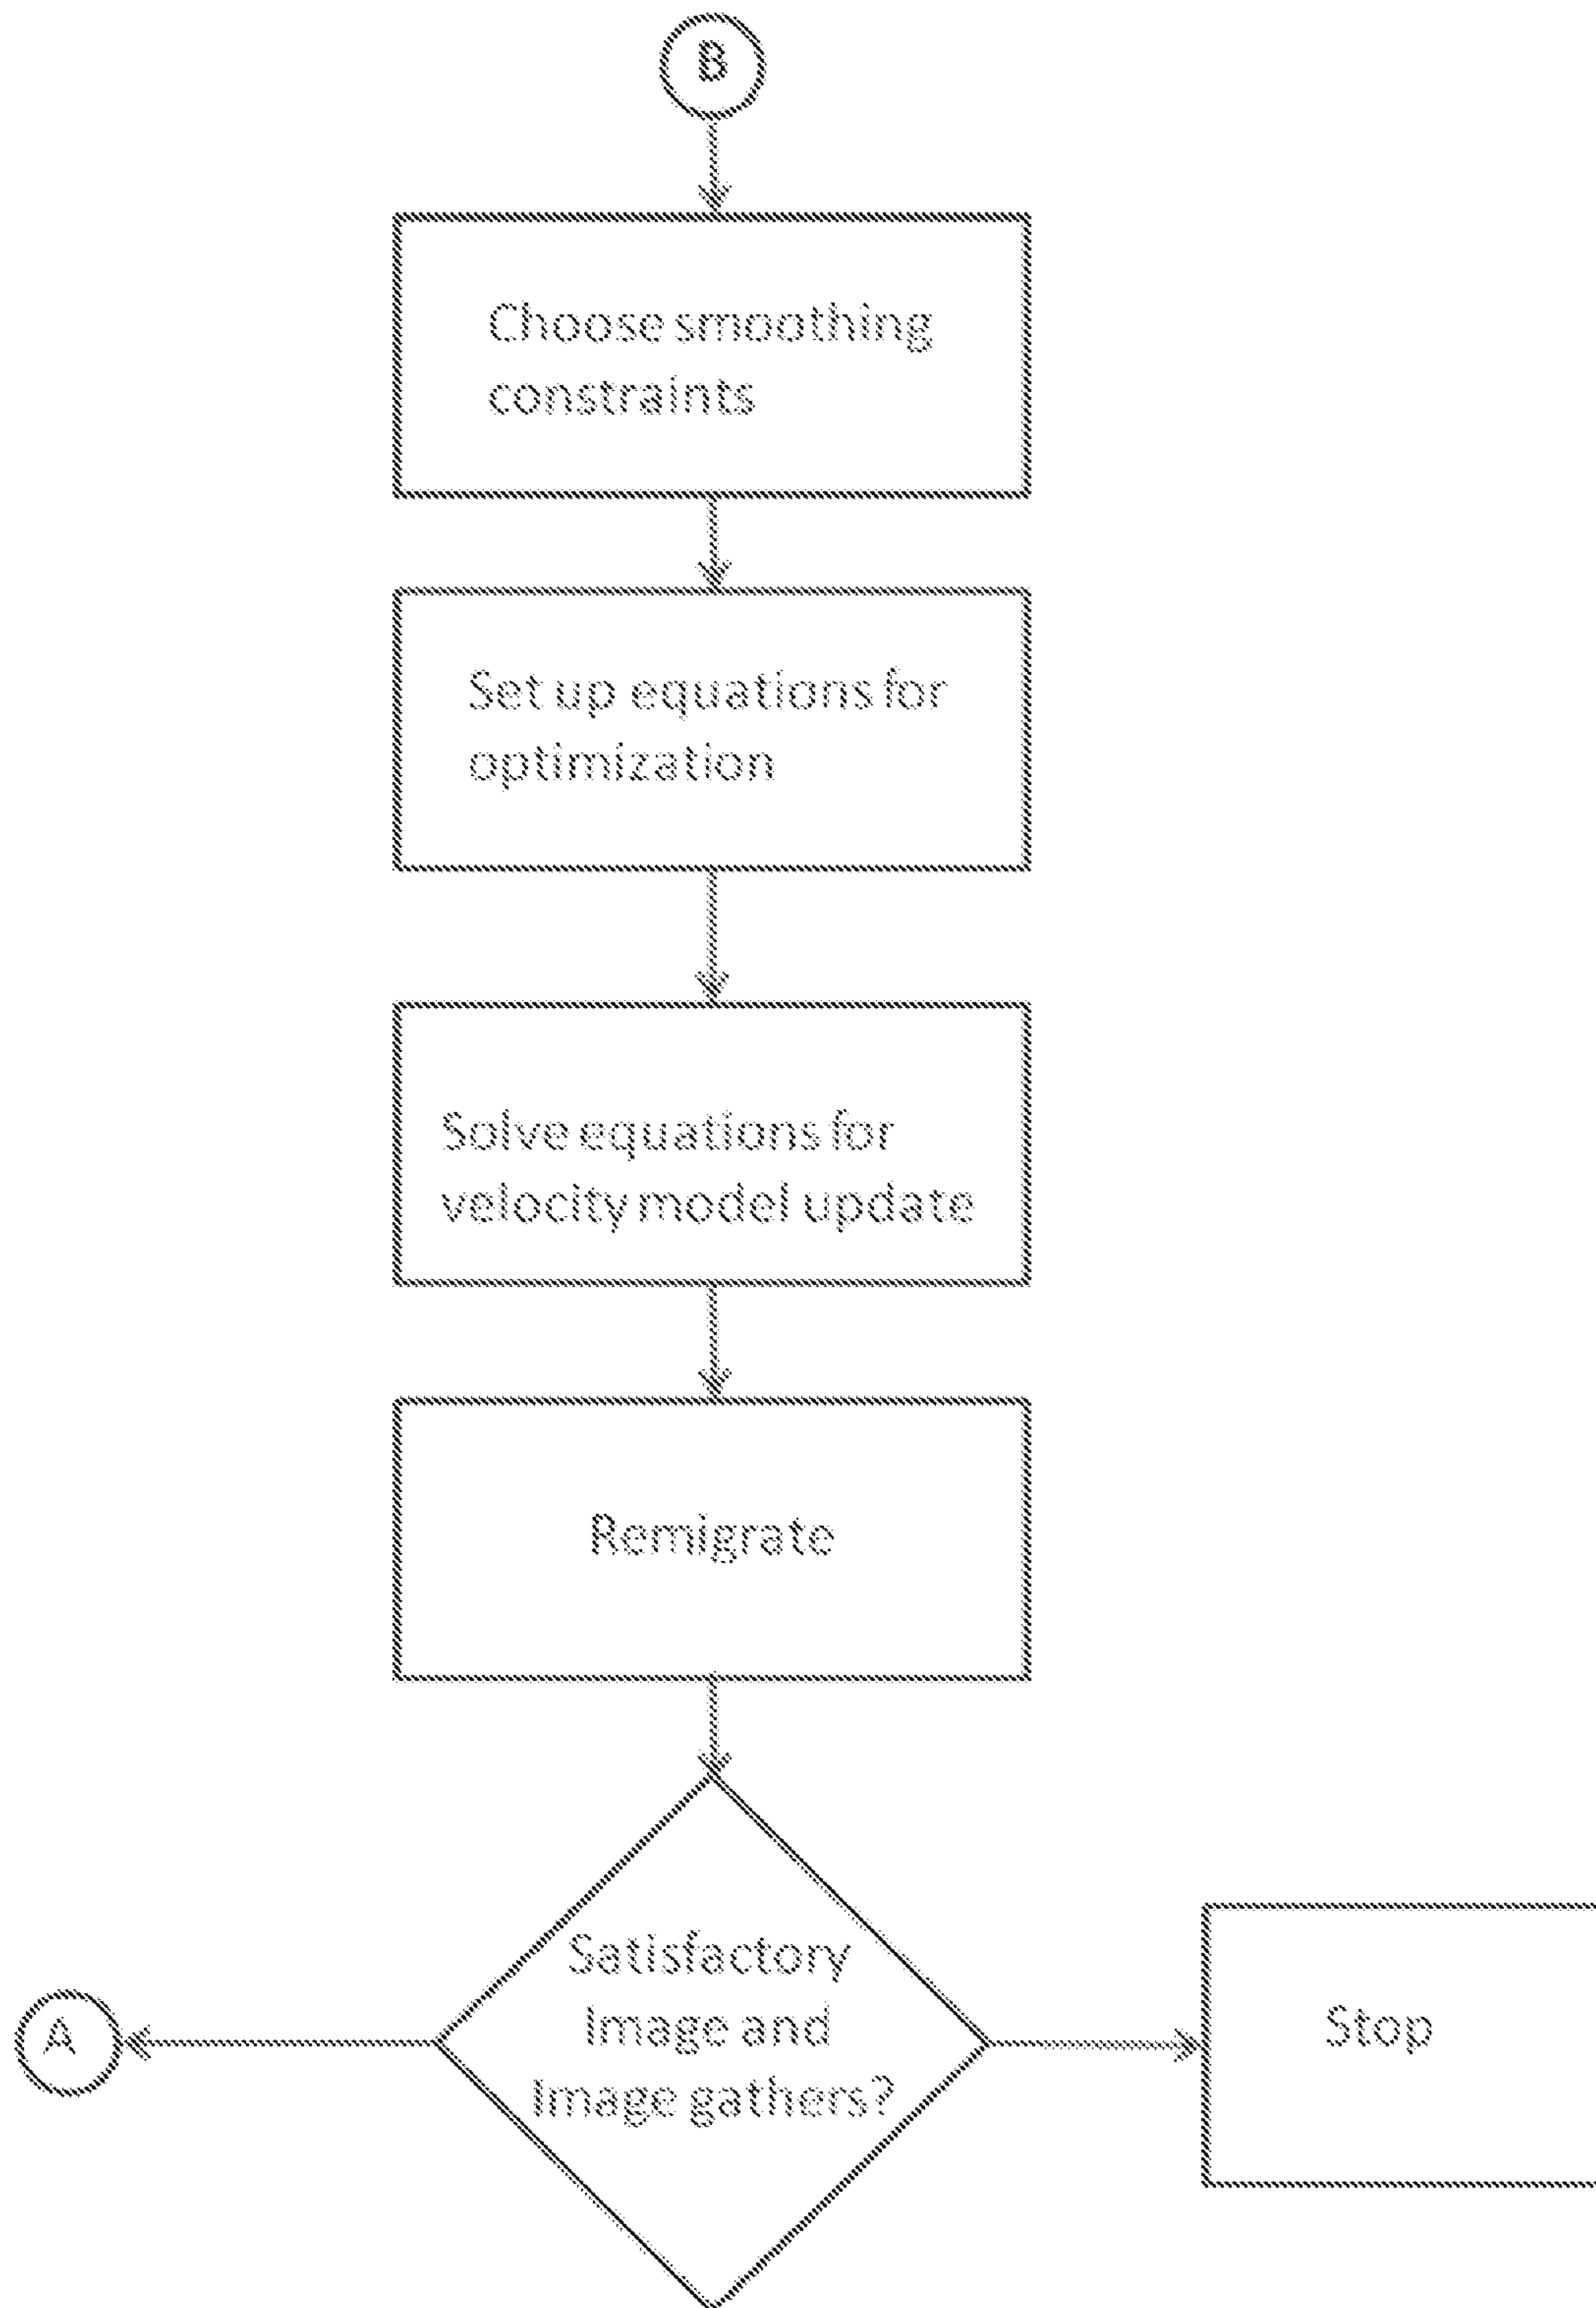 B
Choose smoothing
constraints
Set up equations for
optimization
Solve equations for
velocity model update
Remigrate
Satisfactory
Image and
Image gathers?
A
Stop